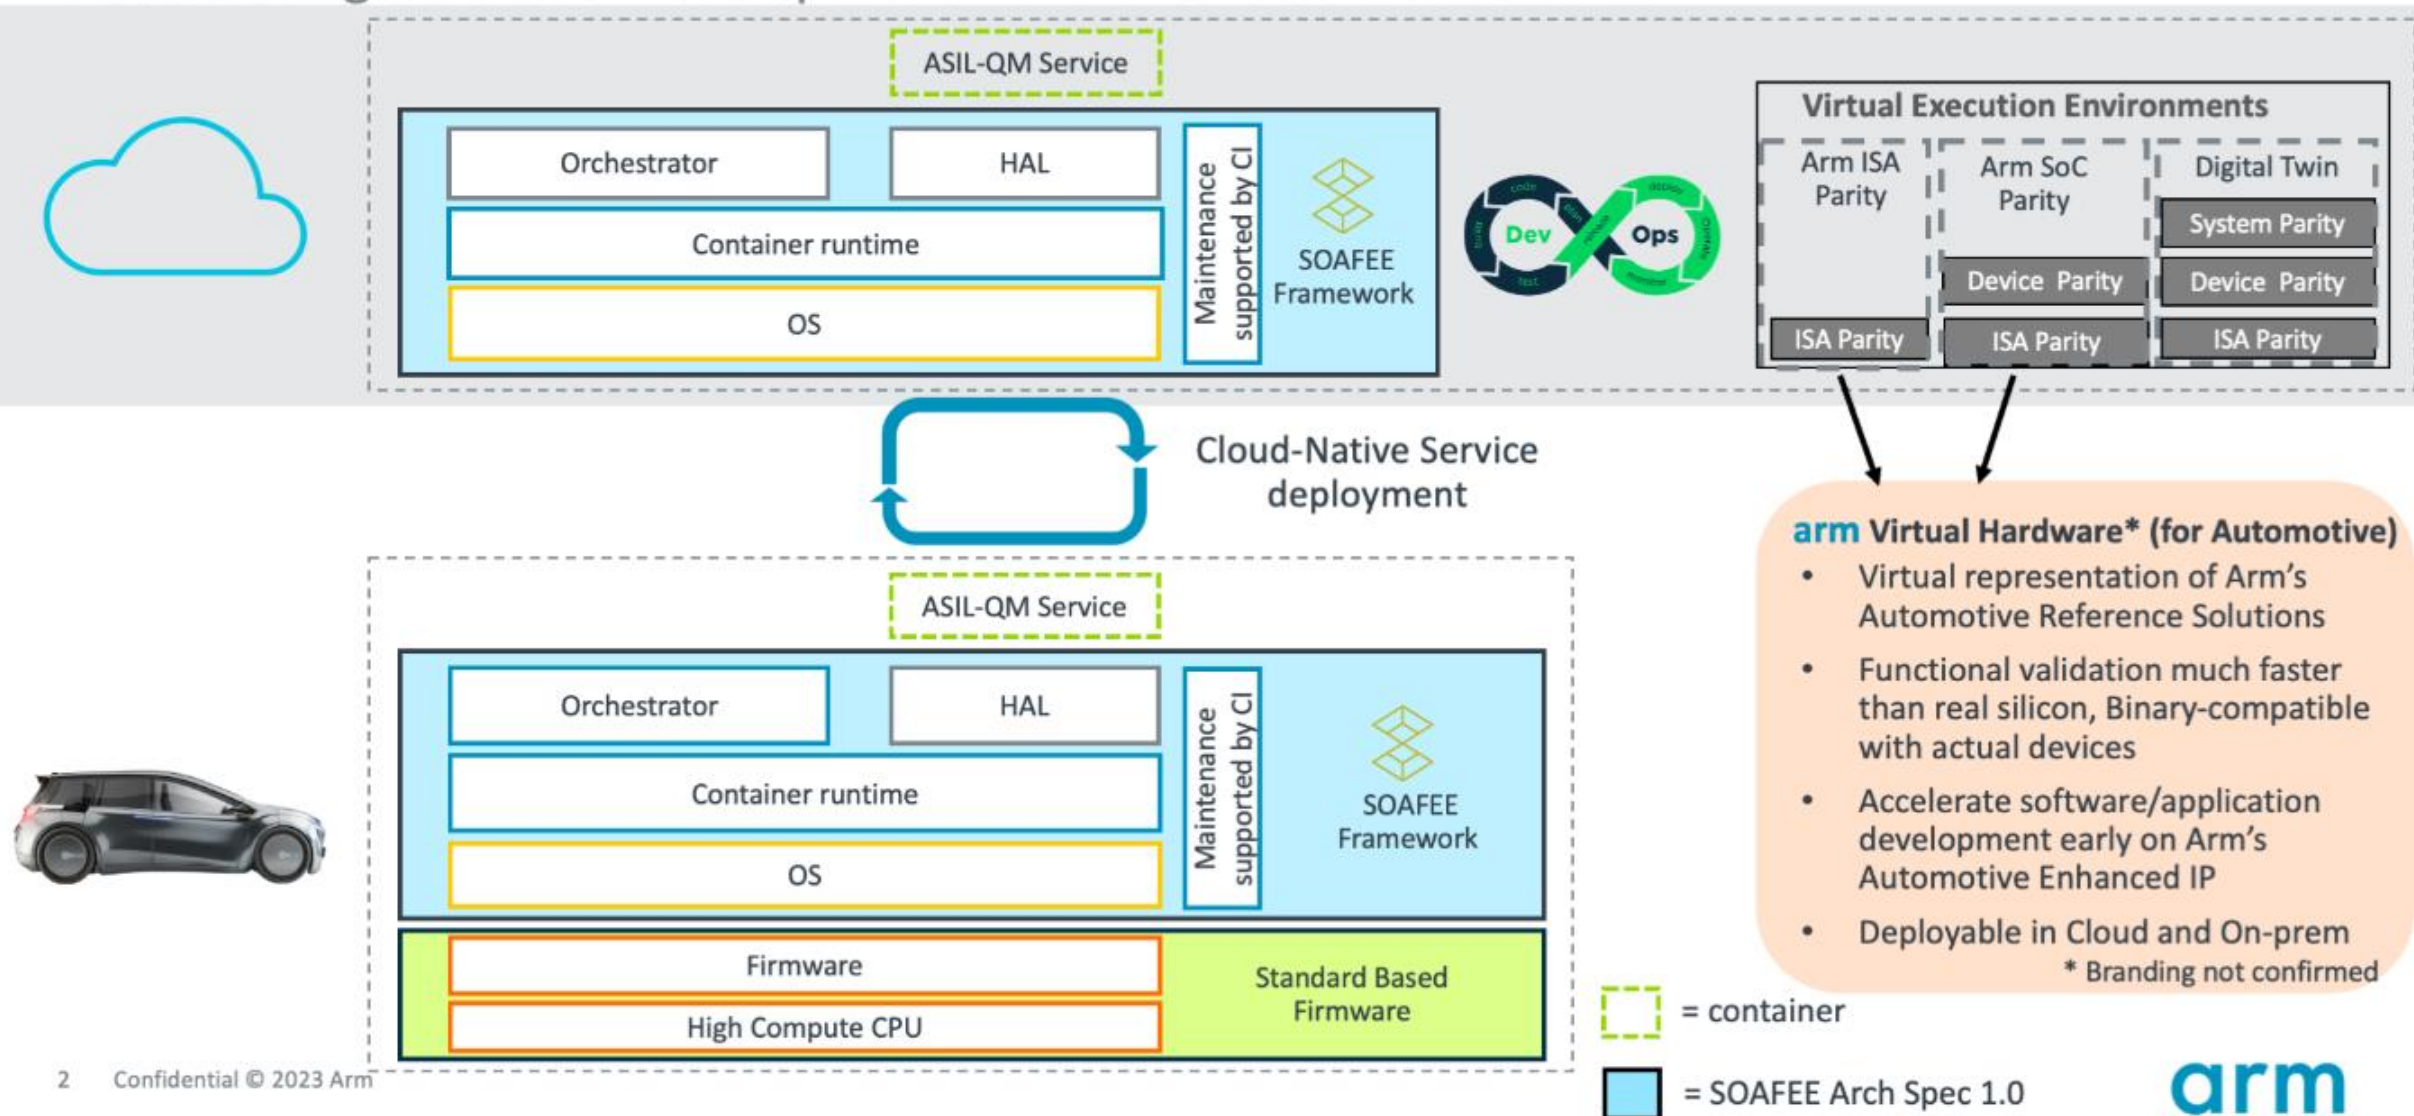 ASIL-QM Service
Orchestrator
HAL
Container runtime
OS
Maintenance
supported by CI
SOAFEE
Framework
Dev
Ops
code
test
Virtual Execution Environments
Arm ISA
Parity
ISA Parity
Arm SoC
Parity
Device Parity
ISA Parity
Digital Twin
System Parity
Device Parity
ISA Parity
Cloud-Native Service
deployment
ASIL-QM Service
Orchestrator
HAL
Container runtime
OS
Maintenance
supported by CI
SOAFEE
Framework
Firmware
High Compute CPU
Standard Based
Firmware
arm Virtual Hardware* (for Automotive)
• Virtual representation of Arm’s
Automotive Reference Solutions
• Functional validation much faster
than real silicon, Binary-compatible
with actual devices
• Accelerate software/application
development early on Arm’s
Automotive Enhanced IP
• Deployable in Cloud and On-prem
* Branding not confirmed
= container
= SOAFEE Arch Spec 1.0
2 Confidential © 2023 Arm
arm